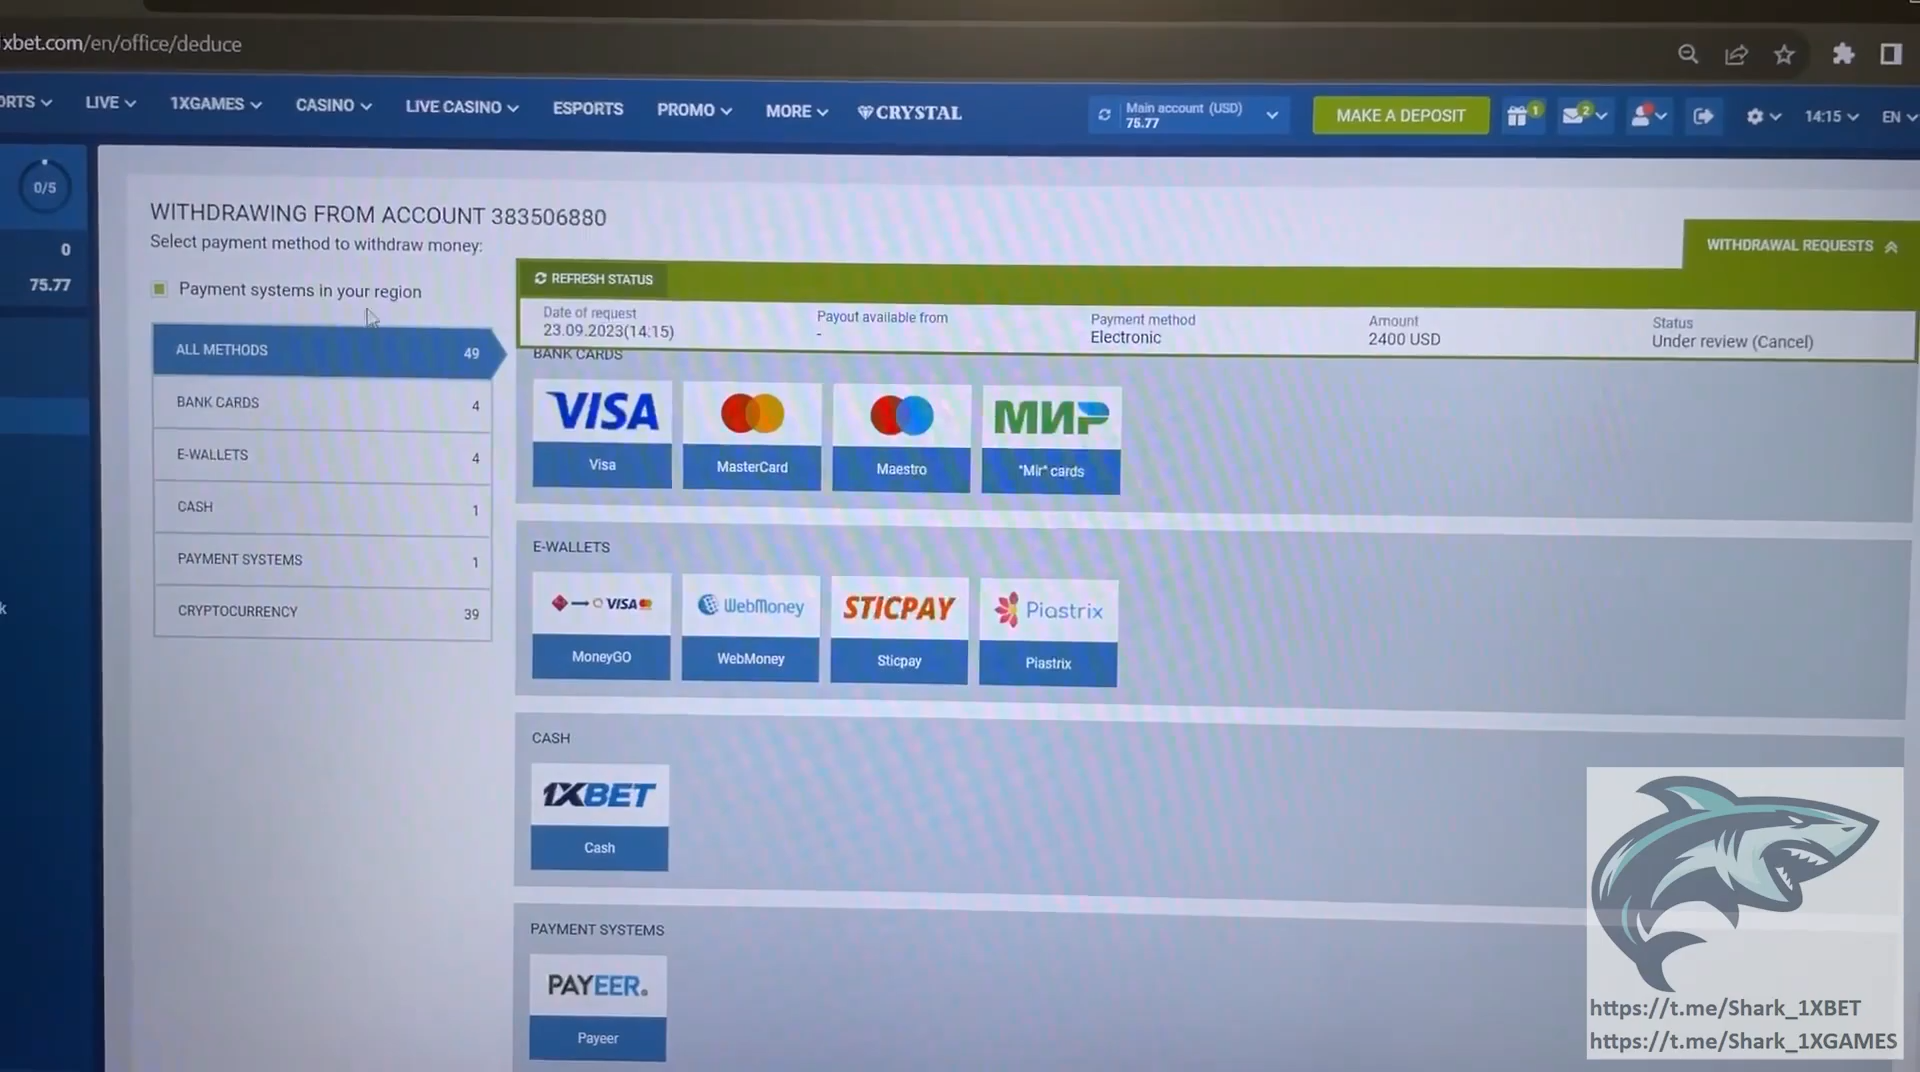 xbet.com/en/office/deduce
ORTS
LIVE
1XGAMES
CASINO
LIVE CASINO
ESPORTS
PROMO
MORE
CRYSTAL
Main account (USD)
75.77
MAKE A DEPOSIT
1
2
14:15
EN
0/5
0
75.77
k
WITHDRAWING FROM ACCOUNT 383506880
Select payment method to withdraw money:
Payment systems in your region
ALL METHODS 49
BANK CARDS 4
E-WALLETS 4
CASH 1
PAYMENT SYSTEMS 1
CRYPTOCURRENCY 39
WITHDRAWAL REQUESTS
REFRESH STATUS
Date of request
23.09.2023(14:15)
Payout available from
-
Payment method
Electronic
Amount
2400 USD
Status
Under review (Cancel)
BANK CARDS
VISA
МИР
Visa
MasterCard
Maestro
"Mir" cards
E-WALLETS
VISA
WebMoney
STICPAY
Piastrix
MoneyGO
WebMoney
Sticpay
Piastrix
CASH
1XBET
Cash
PAYMENT SYSTEMS
PAYEER
Payeer
https://t.me/Shark_1XBET
https://t.me/Shark_1XGAMES